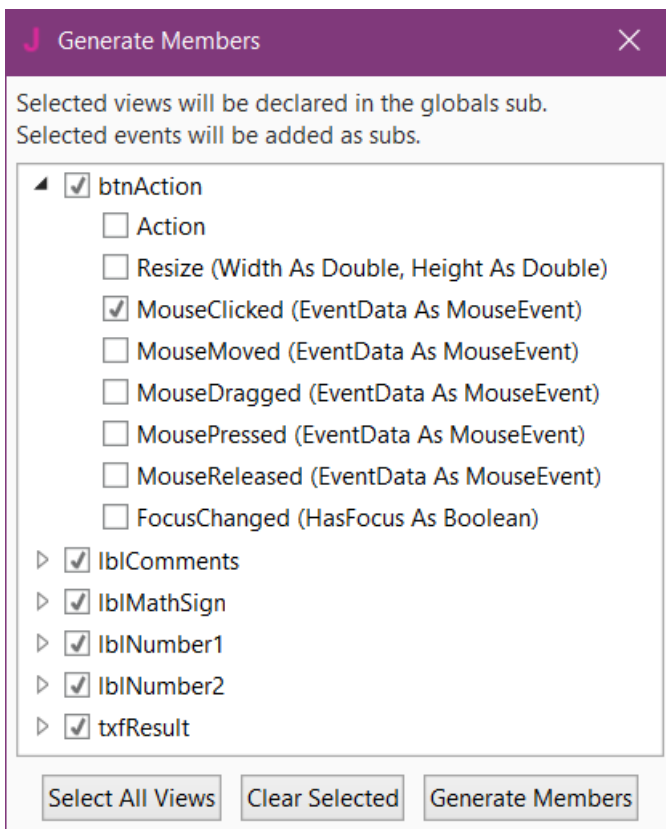 J Generate Members
Selected views will be declared in the globals sub.
Selected events will be added as subs.
btnAction
Action
Resize (Width As Double, Height As Double)
MouseClicked (EventData As MouseEvent)
MouseMoved (EventData As MouseEvent)
MouseDragged (EventData As MouseEvent)
MousePressed (EventData As MouseEvent)
MouseReleased (EventData As MouseEvent)
FocusChanged (HasFocus As Boolean)
lblComments
lblMathSign
lblNumber1
lblNumber2
txfResult
Select All Views Clear Selected Generate Members